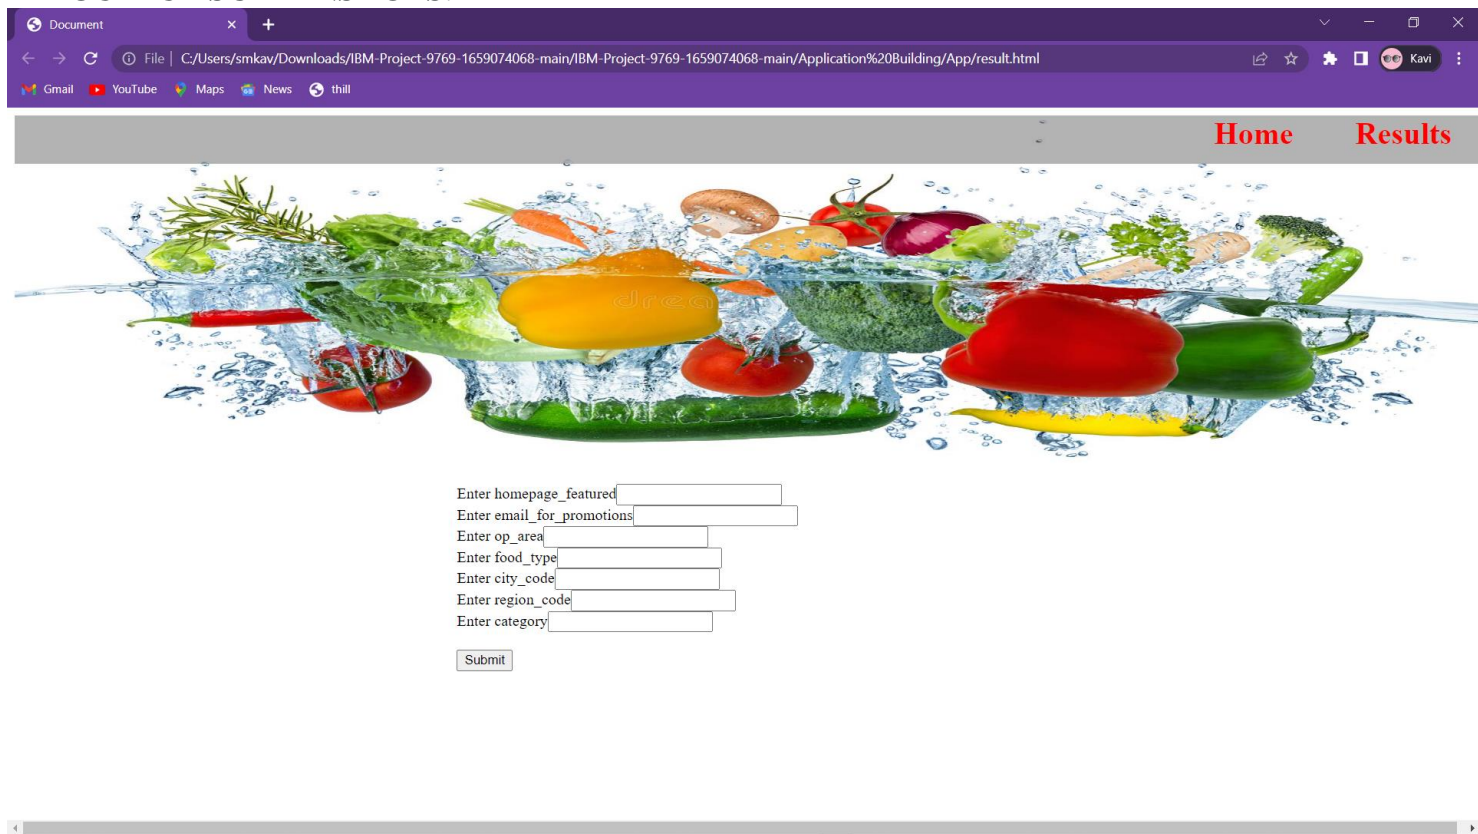 Document
File | C:/Users/smkav/Downloads/IBM-Project-9769-1659074068-main/IBM-Project-9769-1659074068-main/Application%20Building/App/result.html
Kavi
Gmail YouTube Maps News thill
Home Results
drea
Enter homepage_featured
Enter email_for_promotions
Enter op_area
Enter food_type
Enter city_code
Enter region_code
Enter category
Submit